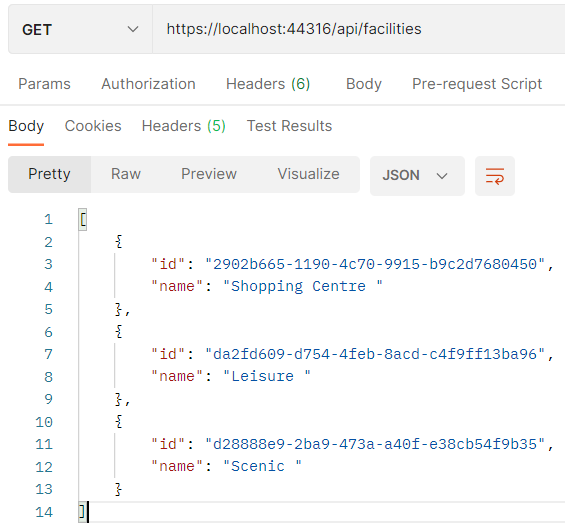 GET https://localhost:44316/api/facilities
Params Authorization Headers (6) Body Pre-request Script
Body Cookies Headers (5) Test Results
Pretty Raw Preview Visualize JSON
1 [
2 {
3 "id": "2902b665-1190-4c70-9915-b9c2d7680450",
4 "name": "Shopping Centre "
5 },
6 {
7 "id": "da2fd609-d754-4feb-8acd-c4f9ff13ba96",
8 "name": "Leisure "
9 },
10 {
11 "id": "d28888e9-2ba9-473a-a40f-e38cb54f9b35",
12 "name": "Scenic "
13 }
14 ]